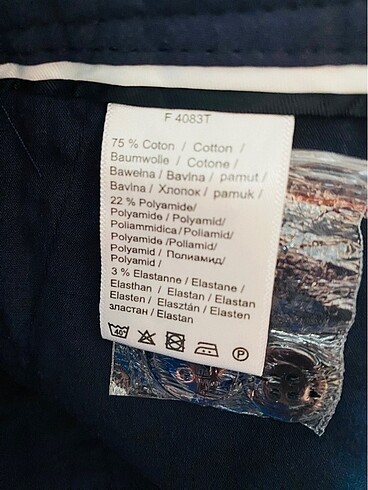 F 4083T
75 % Coton / Cotton /
Baumwolle / Cotone /
Bawełna / Bavlna / pamut /
Bavlna / Хлопок / pamuk /
22 % Polyamide/
Polyamide / Polyamid/
Poliammidica / Poliamid/
Polyamide /Poliamid/
Polyamid / Полиамид/
Polyamid /
3 % Elastanne / Elastane /
Elasthan / Elastan / Elastan
Elasten / Elasztán / Elasten
эластан / Elastan
40°
P